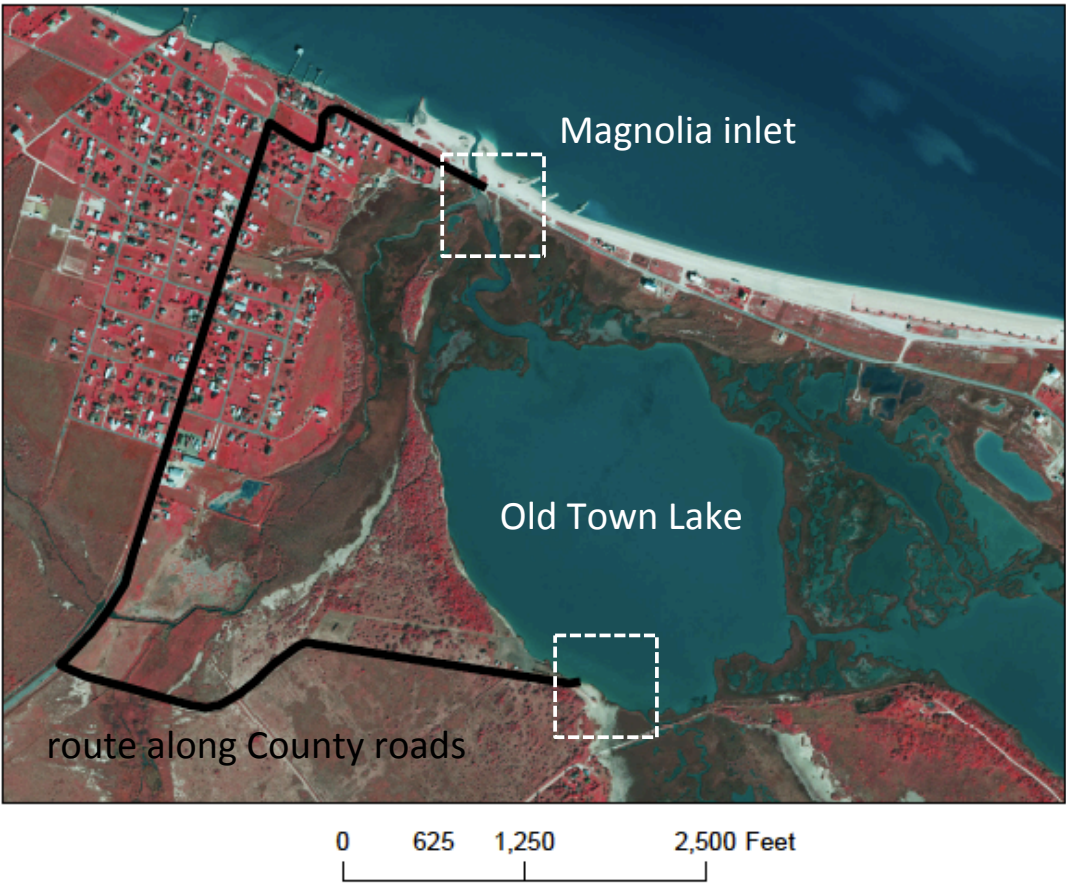 Magnolia inlet
Old Town Lake
route along County roads
0 625 1,250 2,500 Feet